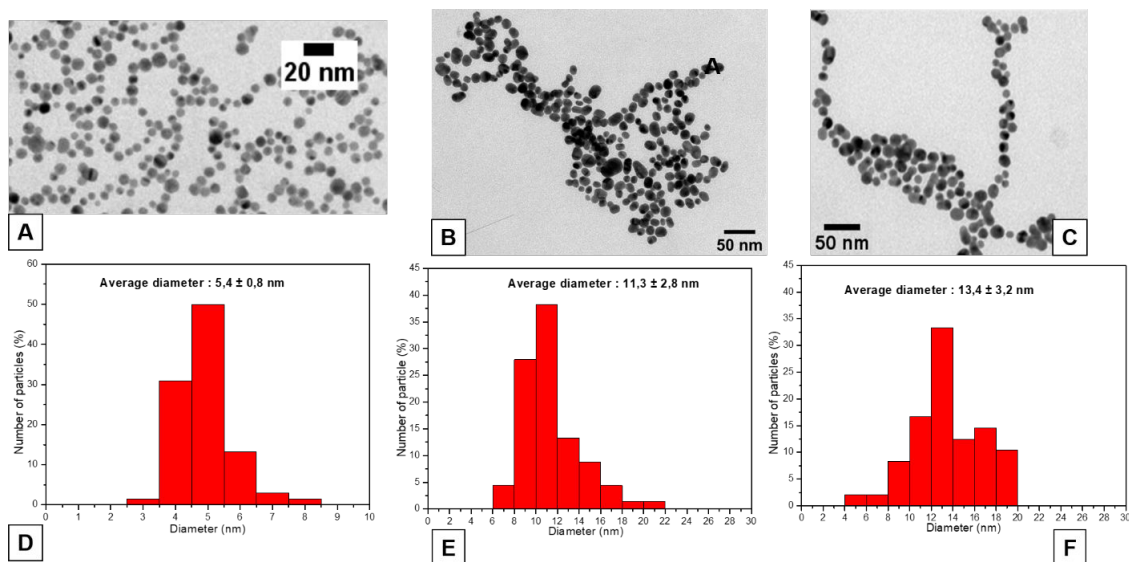 20 nm
A
A
50 nm
B
50 nm
C
Average diameter : 5,4 ± 0,8 nm
Number of particles (%)
60
50
40
30
20
10
0
0 1 2 3 4 5 6 7 8 9 10
Diameter (nm)
D
Average diameter : 11,3 ± 2,8 nm
Number of particles (%)
45
40
35
30
25
20
15
10
5
0
0 2 4 6 8 10 12 14 16 18 20 22 24 26 28 30
Diameter (nm)
E
Average diameter : 13,4 ± 3,2 nm
Number of particles (%)
45
40
35
30
25
20
15
10
5
0
0 2 4 6 8 10 12 14 16 18 20 22 24 26 28 30
Diameter (nm)
F